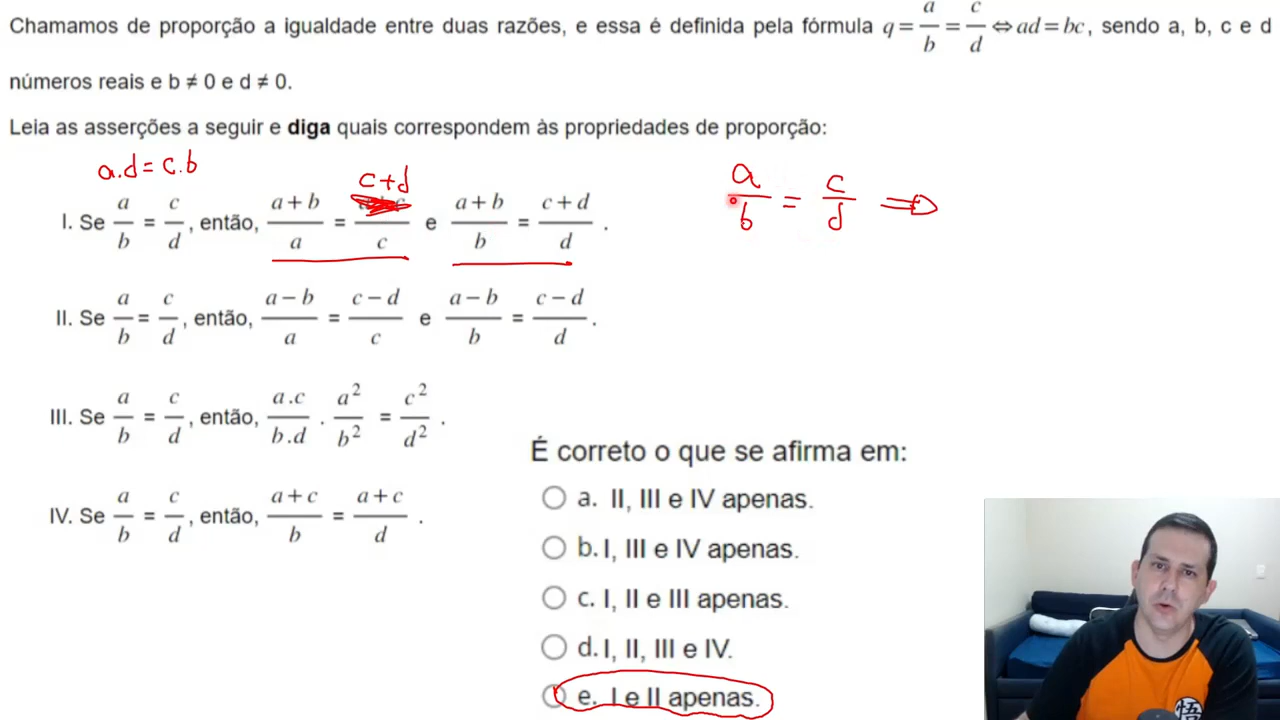 Chamamos de proporção a igualdade entre duas razões, e essa é definida pela fórmula q = a/b = c/d ⇔ ad = bc, sendo a, b, c e d
números reais e b ≠ 0 e d ≠ 0.
Leia as asserções a seguir e diga quais correspondem às propriedades de proporção:
a.d = c.b
c+d
a/b = c/d ⇒
I. Se a/b = c/d, então, (a+b)/a = /c e (a+b)/b = (c+d)/d.
II. Se a/b = c/d, então, (a−b)/a = (c−d)/c e (a−b)/b = (c−d)/d.
III. Se a/b = c/d, então, a.c/b.d . a²/b² = c²/d².
IV. Se a/b = c/d, então, (a+c)/b = (a+c)/d.
É correto o que se afirma em:
a. II, III e IV apenas.
b. I, III e IV apenas.
c. I, II e III apenas.
d. I, II, III e IV.
e. I e II apenas.
悟